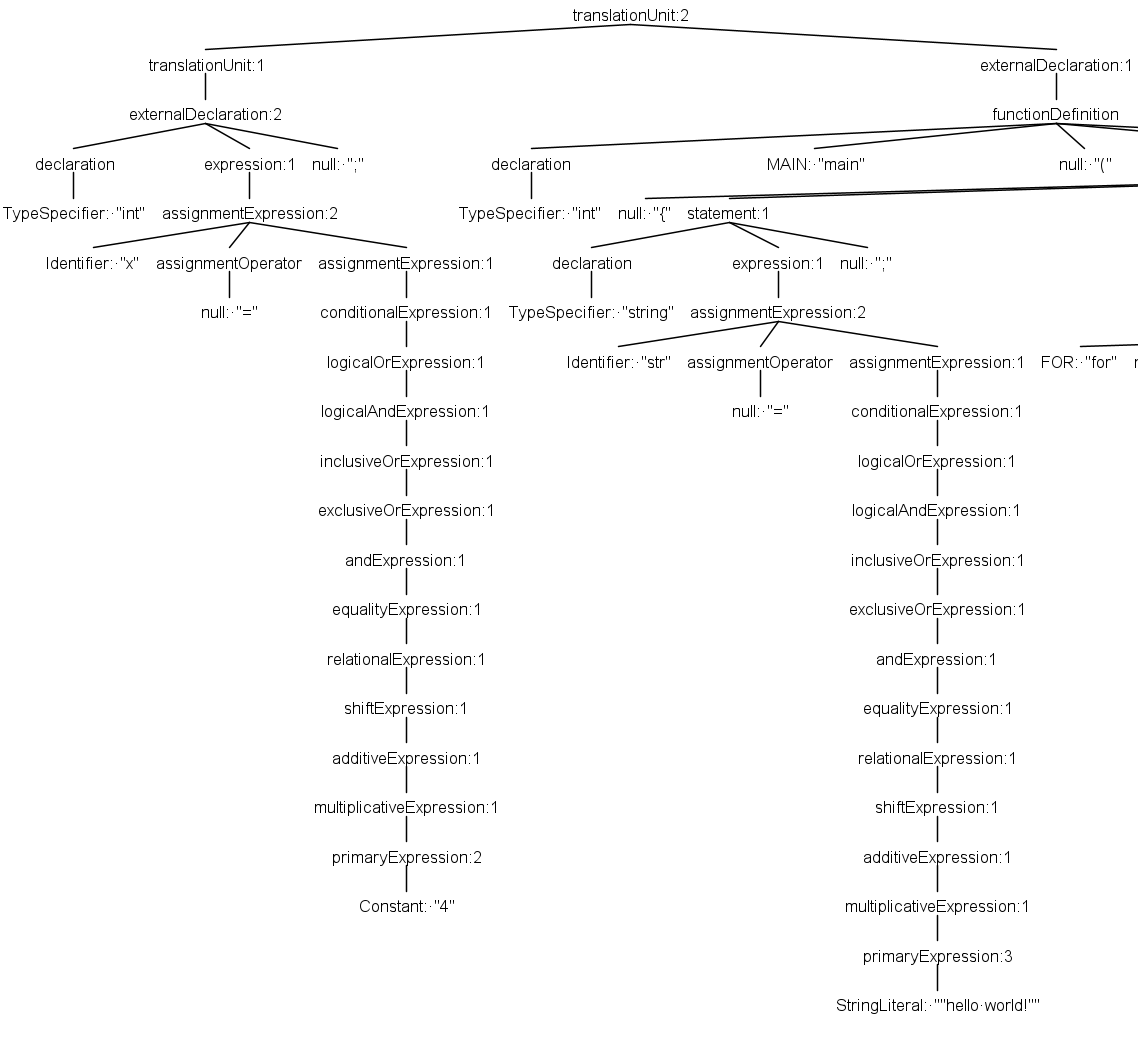 translationUnit:2
translationUnit:1 externalDeclaration:1
externalDeclaration:2 functionDefinition
declaration expression:1 null:·";" declaration MAIN:·"main" null:·"("
TypeSpecifier:·"int" assignmentExpression:2 TypeSpecifier:·"int" null:·"{" statement:1
Identifier:·"x" assignmentOperator assignmentExpression:1 declaration expression:1 null:·";"
null:·"=" conditionalExpression:1 TypeSpecifier:·"string" assignmentExpression:2
logicalOrExpression:1 Identifier:·"str" assignmentOperator assignmentExpression:1 FOR:·"for"
logicalAndExpression:1 null:·"=" conditionalExpression:1
inclusiveOrExpression:1 logicalOrExpression:1
exclusiveOrExpression:1 logicalAndExpression:1
andExpression:1 inclusiveOrExpression:1
equalityExpression:1 exclusiveOrExpression:1
relationalExpression:1 andExpression:1
shiftExpression:1 equalityExpression:1
additiveExpression:1 relationalExpression:1
multiplicativeExpression:1 shiftExpression:1
primaryExpression:2 additiveExpression:1
Constant:·"4" multiplicativeExpression:1
primaryExpression:3
StringLiteral:·""hello·world!""